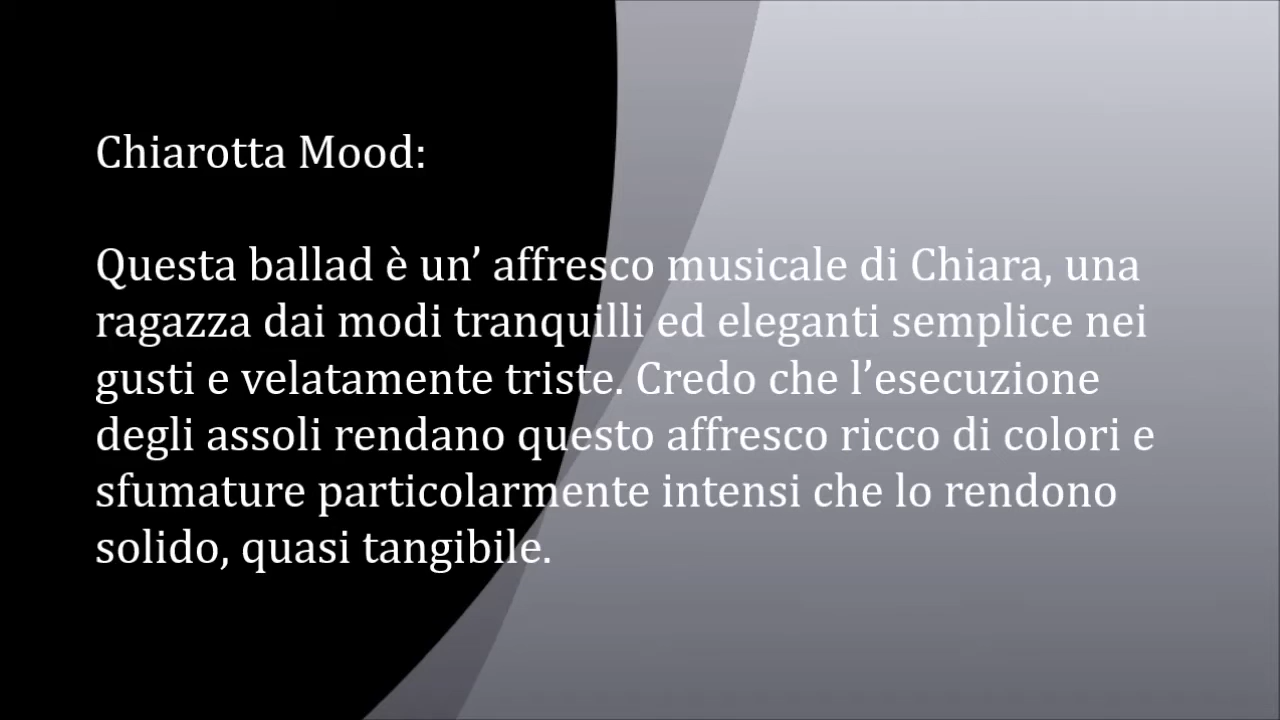 Chiarotta Mood:
Questa ballad è un’ affresco musicale di Chiara, una
ragazza dai modi tranquilli ed eleganti semplice nei
gusti e velatamente triste. Credo che l’esecuzione
degli assoli rendano questo affresco ricco di colori e
sfumature particolarmente intensi che lo rendono
solido, quasi tangibile.